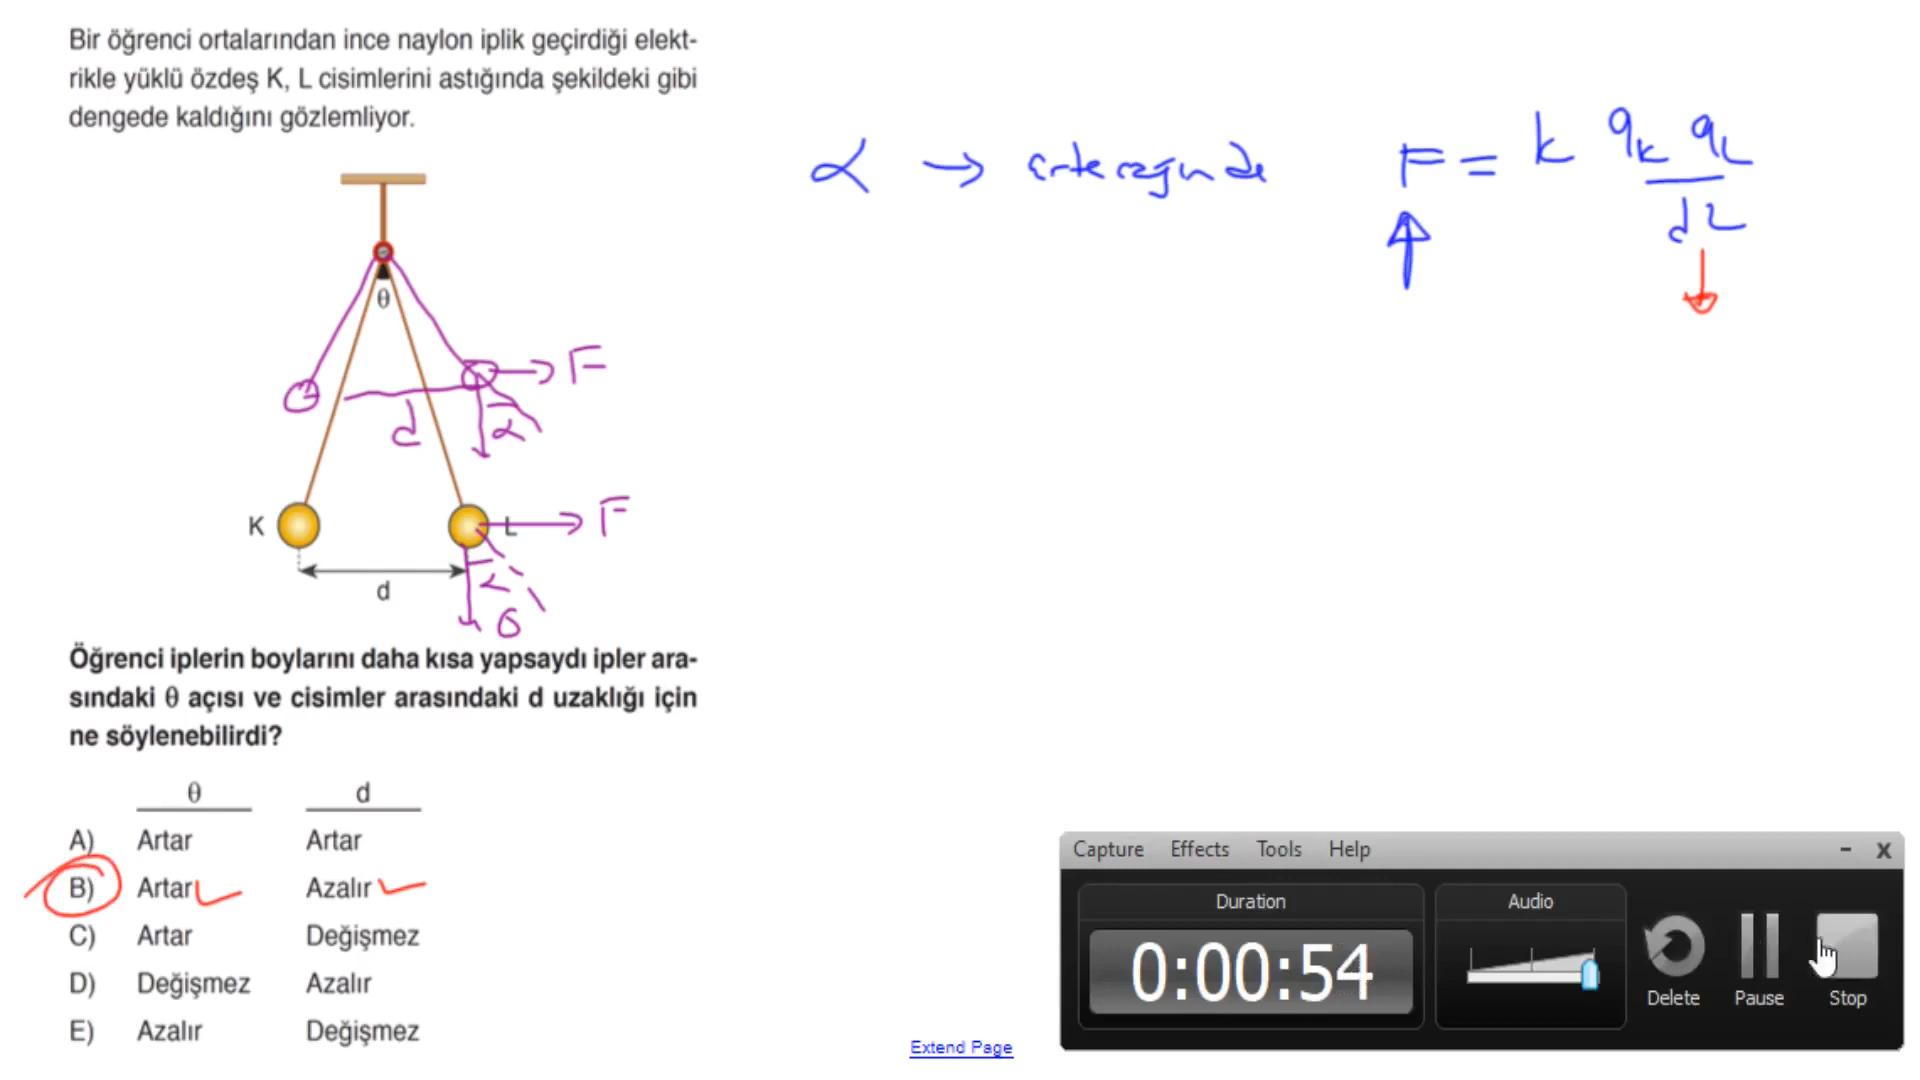 Bir öğrenci ortalarından ince naylon iplik geçirdiği elekt-
rikle yüklü özdeş K, L cisimlerini astığında şekildeki gibi
dengede kaldığını gözlemliyor.
α → artacağında F = k qK qL
d2
θ
F
d
α
K
L
F
α
G
d
Öğrenci iplerin boylarını daha kısa yapsaydı ipler ara-
sındaki θ açısı ve cisimler arasındaki d uzaklığı için
ne söylenebilirdi?
θ d
A) Artar Artar
B) Artar Azalır
C) Artar Değişmez
D) Değişmez Azalır
E) Azalır Değişmez
Extend Page
Capture Effects Tools Help
Duration Audio
0:00:54
Delete Pause Stop